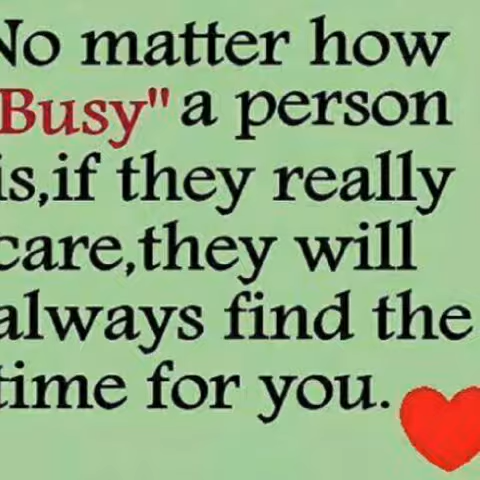 No matter how
Busy" a person
is,if they really
care,they will
always find the
time for you.